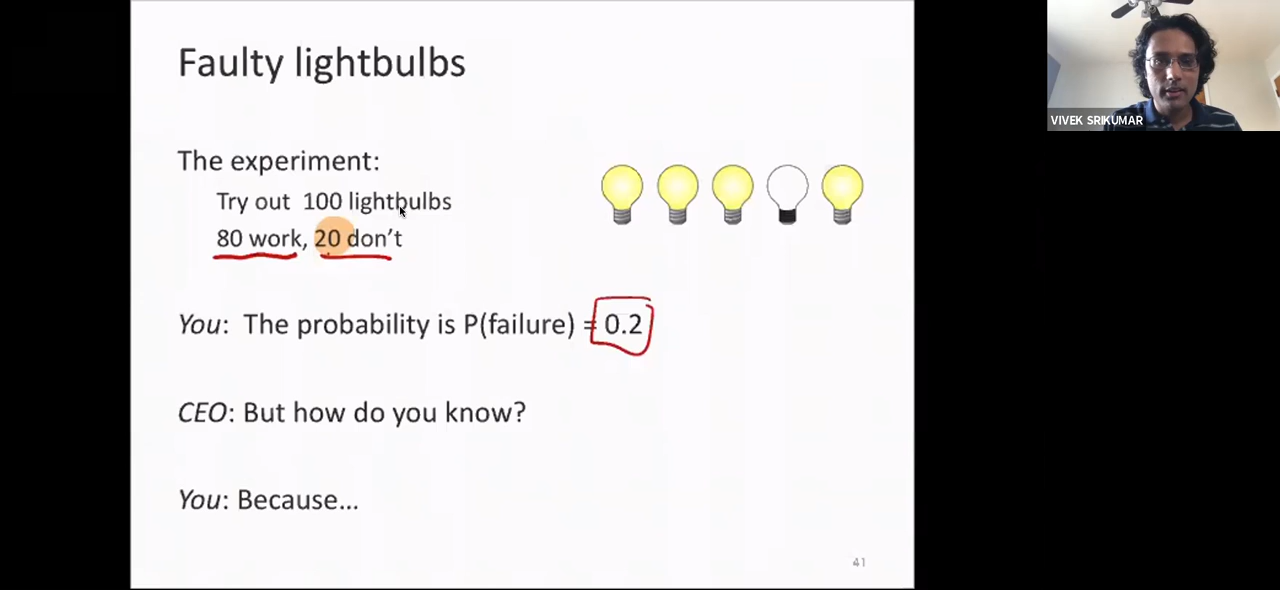 Faulty lightbulbs
The experiment:
Try out 100 lightbulbs
80 work, 20 don't
You: The probability is P(failure) = 0.2
CEO: But how do you know?
You: Because…
41
VIVEK SRIKUMAR